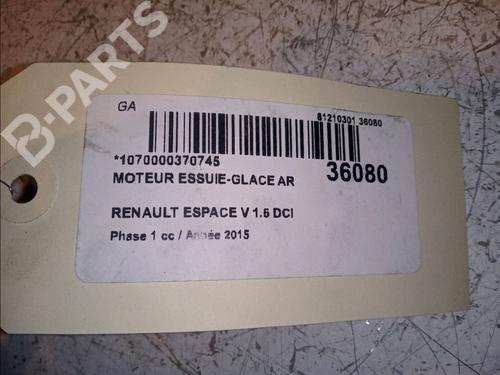 B-PARTS
GA
81210301 36080
*1070000370745
36080
MOTEUR ESSUIE-GLACE AR
RENAULT ESPACE V 1.6 DCI
Phase 1 cc / Année 2015